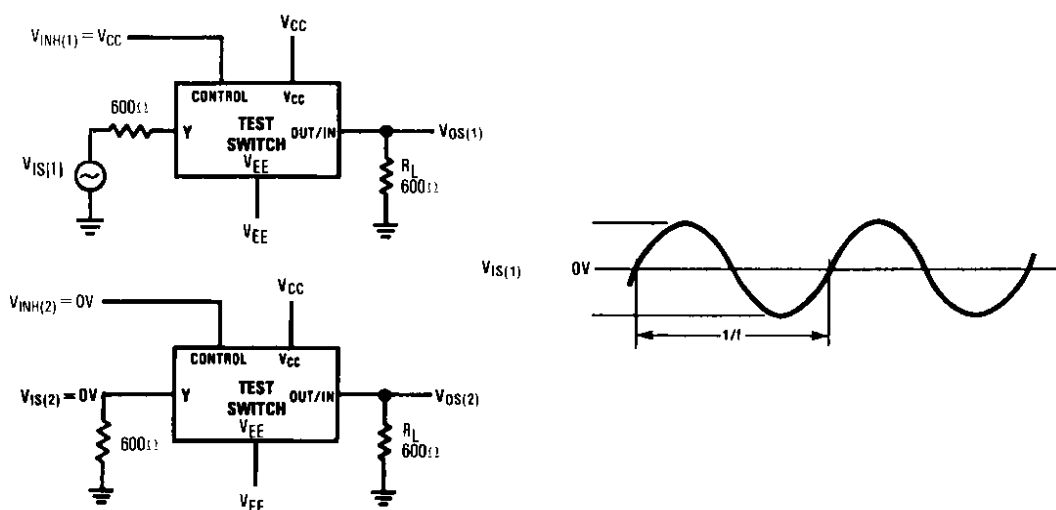 V_INH(1) = V_CC
V_CC
600Ω
CONTROL
V_CC
Y
TEST
SWITCH
OUT/IN
V_OS(1)
V_IS(1)
V_EE
R_L
600Ω
V_EE
V_IS(1)
0V
1/f
V_INH(2) = 0V
V_CC
CONTROL
V_CC
V_IS(2) = 0V
Y
TEST
SWITCH
OUT/IN
V_OS(2)
V_EE
600Ω
R_L
600Ω
V_EE